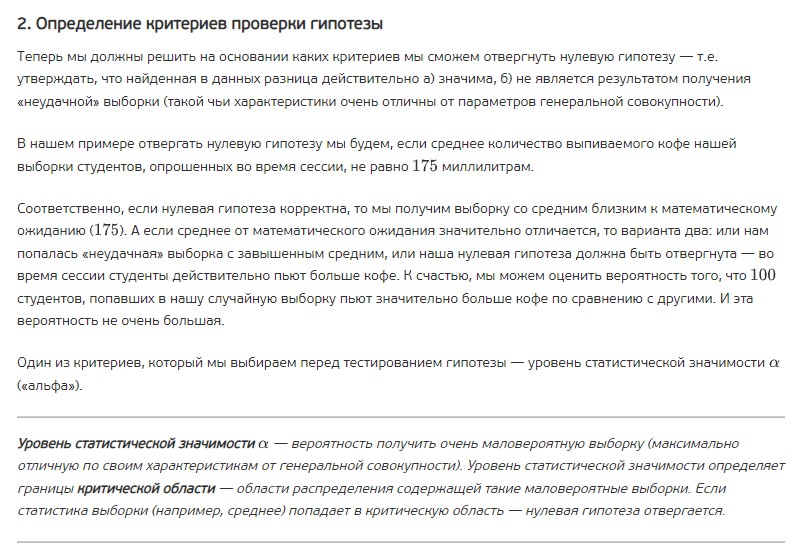 2. Определение критериев проверки гипотезы
Теперь мы должны решить на основании каких критериев мы сможем отвергнуть нулевую гипотезу — т.е.
утверждать, что найденная в данных разница действительно а) значима, б) не является результатом получения
«неудачной» выборки (такой чьи характеристики очень отличны от параметров генеральной совокупности).
В нашем примере отвергать нулевую гипотезу мы будем, если среднее количество выпиваемого кофе нашей
выборки студентов, опрошенных во время сессии, не равно 175 миллилитрам.
Соответственно, если нулевая гипотеза корректна, то мы получим выборку со средним близким к математическому
ожиданию (175). А если среднее от математического ожидания значительно отличается, то варианта два: или нам
попалась «неудачная» выборка с завышенным средним, или наша нулевая гипотеза должна быть отвергнута — во
время сессии студенты действительно пьют больше кофе. К счастью, мы можем оценить вероятность того, что 100
студентов, попавших в нашу случайную выборку пьют значительно больше кофе по сравнению с другими. И эта
вероятность не очень большая.
Один из критериев, который мы выбираем перед тестированием гипотезы — уровень статистической значимости α
(«альфа»).
Уровень статистической значимости α — вероятность получить очень маловероятную выборку (максимально
отличную по своим характеристикам от генеральной совокупности). Уровень статистической значимости определяет
границы критической области — области распределения содержащей такие маловероятные выборки. Если
статистика выборки (например, среднее) попадает в критическую область — нулевая гипотеза отвергается.